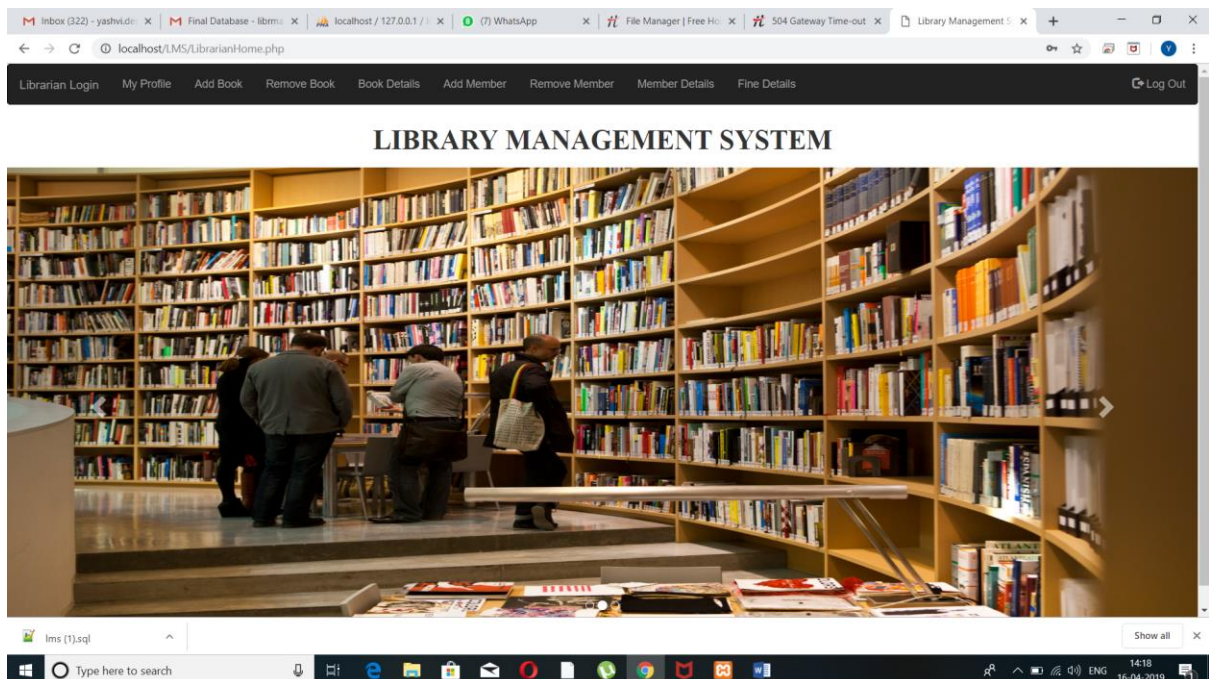 Inbox (322) - yashvi.de
Final Database - librma
localhost / 127.0.0.1 / l
(7) WhatsApp
File Manager | Free Ho
504 Gateway Time-out
Library Management S
localhost/LMS/LibrarianHome.php
Librarian Login My Profile Add Book Remove Book Book Details Add Member Remove Member Member Details Fine Details Log Out
LIBRARY MANAGEMENT SYSTEM
SPANISH
ATLANT
lms (1).sql
Show all
Type here to search
ENG
14:18
16-04-2019